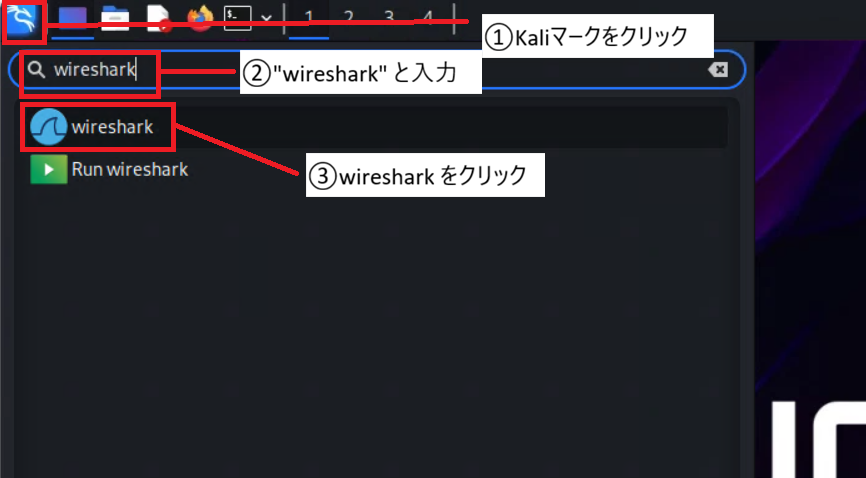 1 2 3 4
①Kaliマークをクリック
wireshark
②"wireshark" と入力
wireshark
Run wireshark
③wireshark をクリック